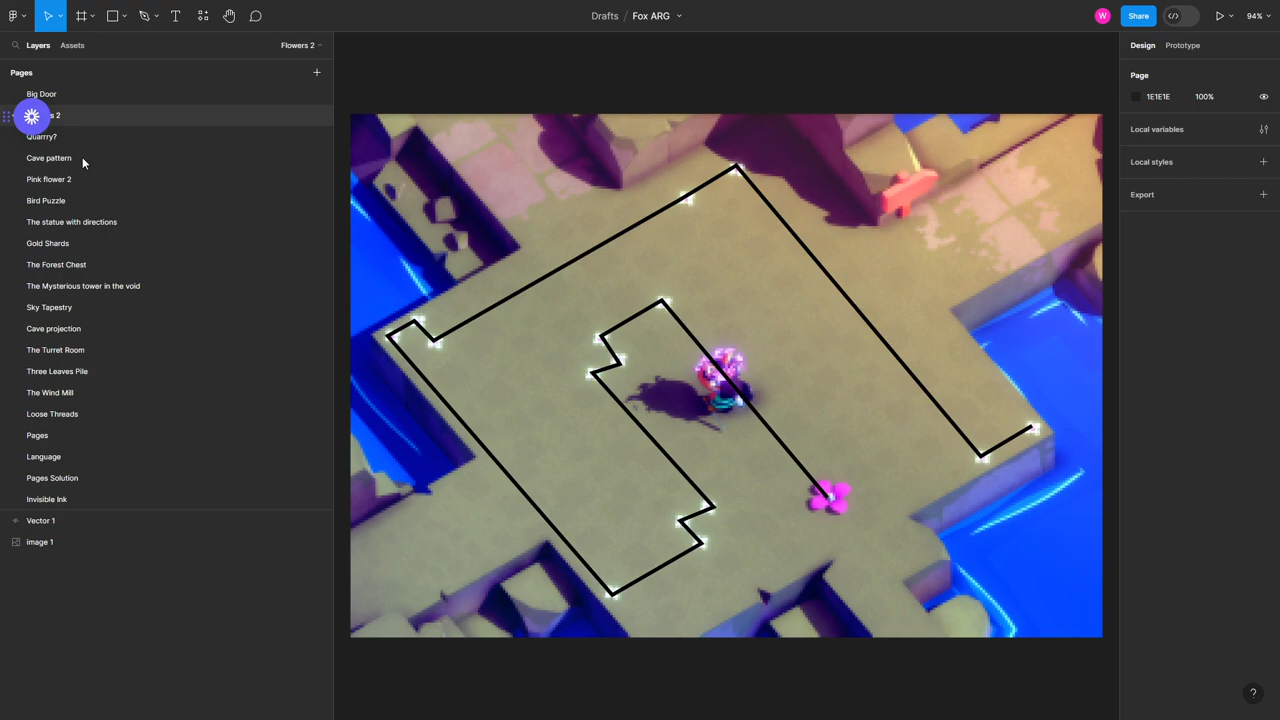 Drafts / Fox ARG
W
Share
94%
Layers
Assets
Flowers 2
Design
Prototype
Pages
Big Door
s 2
Quarrry?
Cave pattern
Pink flower 2
Bird Puzzle
The statue with directions
Gold Shards
The Forest Chest
The Mysterious tower in the void
Sky Tapestry
Cave projection
The Turret Room
Three Leaves Pile
The Wind Mill
Loose Threads
Pages
Language
Pages Solution
Invisible Ink
Vector 1
image 1
Page
1E1E1E
100%
Local variables
Local styles
Export
?